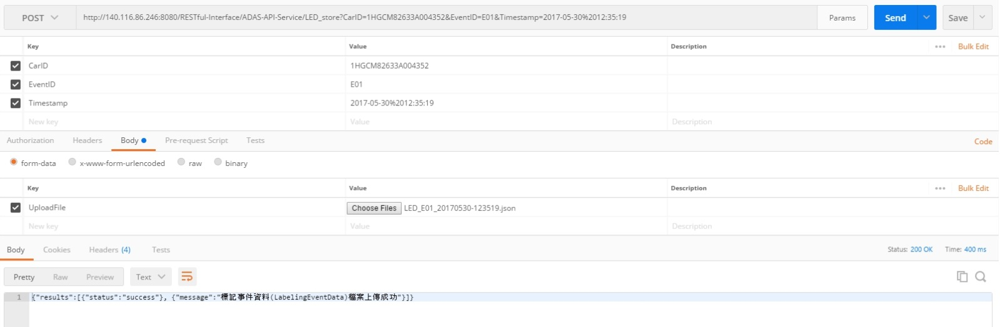 POST http://140.116.86.246:8080/RESTful-Interface/ADAS-API-Service/LED_store?CarID=1HGCM82633A004352&EventID=E01&Timestamp=2017-05-30%2012:35:19 Params Send Save
Key Value Description ••• Bulk Edit
CarID 1HGCM82633A004352
EventID E01
Timestamp 2017-05-30%2012:35:19
New key Value Description
Authorization Headers Body Pre-request Script Tests Code
form-data x-www-form-urlencoded raw binary
Key Value Description ••• Bulk Edit
UploadFile Choose Files LED_E01_20170530-123519.json
New key Value Description
Body Cookies Headers (4) Tests Status: 200 OK Time: 400 ms
Pretty Raw Preview Text
1 {"results":[{"status":"success"}, {"message":"標記事件資料(LabelingEventData)檔案上傳成功"}]}